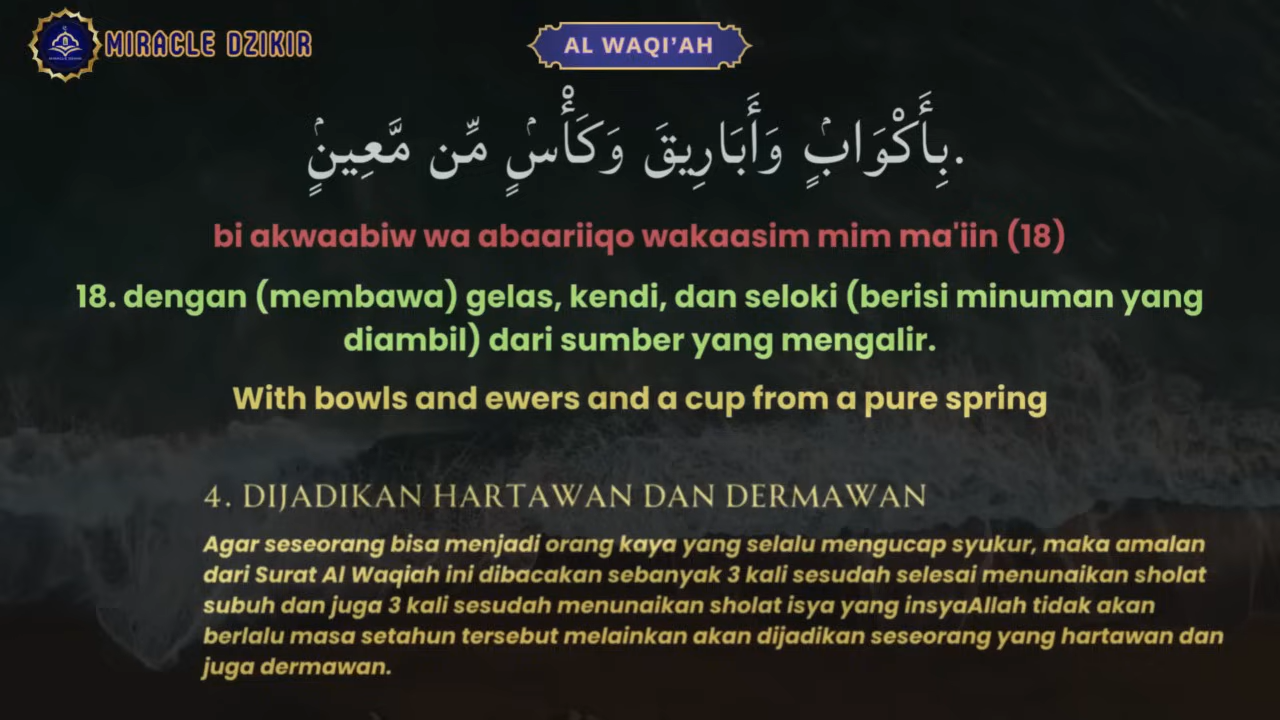 MIRACLE DZIKIR
AL WAQI'AH
بِأَكْوَابٍۢ وَأَبَارِيقَ وَكَأْسٍۢ مِّن مَّعِينٍۢ.
bi akwaabiw wa abaariiqo wakaasim mim ma'iin (18)
18. dengan (membawa) gelas, kendi, dan seloki (berisi minuman yang
diambil) dari sumber yang mengalir.
With bowls and ewers and a cup from a pure spring
4. DIJADIKAN HARTAWAN DAN DERMAWAN
Agar seseorang bisa menjadi orang kaya yang selalu mengucap syukur, maka amalan
dari Surat Al Waqiah ini dibacakan sebanyak 3 kali sesudah selesai menunaikan sholat
subuh dan juga 3 kali sesudah menunaikan sholat isya yang insyaAllah tidak akan
berlalu masa setahun tersebut melainkan akan dijadikan seseorang yang hartawan dan
juga dermawan.